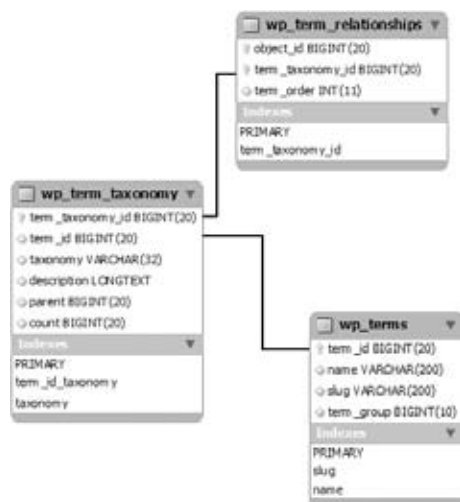 wp_term_relationships
object_id BIGINT(20)
term_taxonomy_id BIGINT(20)
term_order INT(11)
Indexes
PRIMARY
term_taxonomy_id
wp_term_taxonomy
term_taxonomy_id BIGINT(20)
term_id BIGINT(20)
taxonomy VARCHAR(32)
description LONGTEXT
parent BIGINT(20)
count BIGINT(20)
Indexes
PRIMARY
term_id_taxonomy
taxonomy
wp_terms
term_id BIGINT(20)
name VARCHAR(200)
slug VARCHAR(200)
term_group BIGINT(10)
Indexes
PRIMARY
slug
name